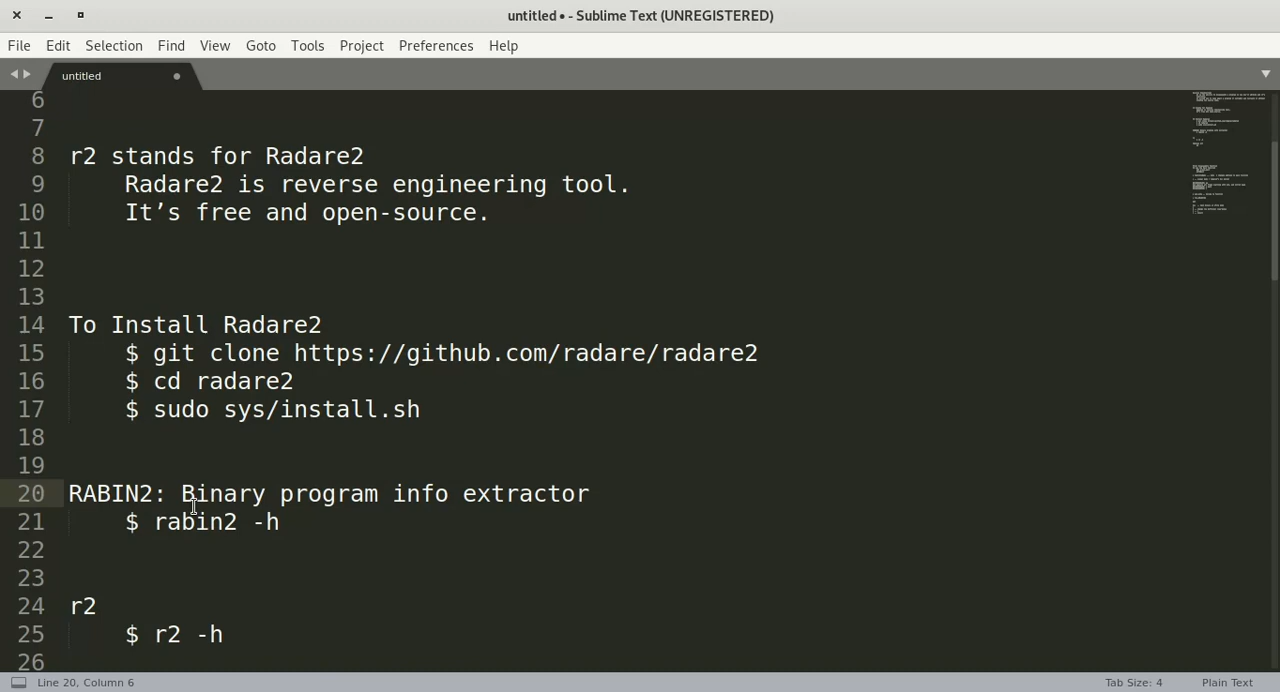 untitled • - Sublime Text (UNREGISTERED)
File Edit Selection Find View Goto Tools Project Preferences Help
untitled
6
7
8 r2 stands for Radare2
9 Radare2 is reverse engineering tool.
10 It’s free and open-source.
11
12
13
14 To Install Radare2
15 $ git clone https://github.com/radare/radare2
16 $ cd radare2
17 $ sudo sys/install.sh
18
19
20 RABIN2: Binary program info extractor
21 $ rabin2 -h
22
23
24 r2
25 $ r2 -h
26
Line 20, Column 6 Tab Size: 4 Plain Text